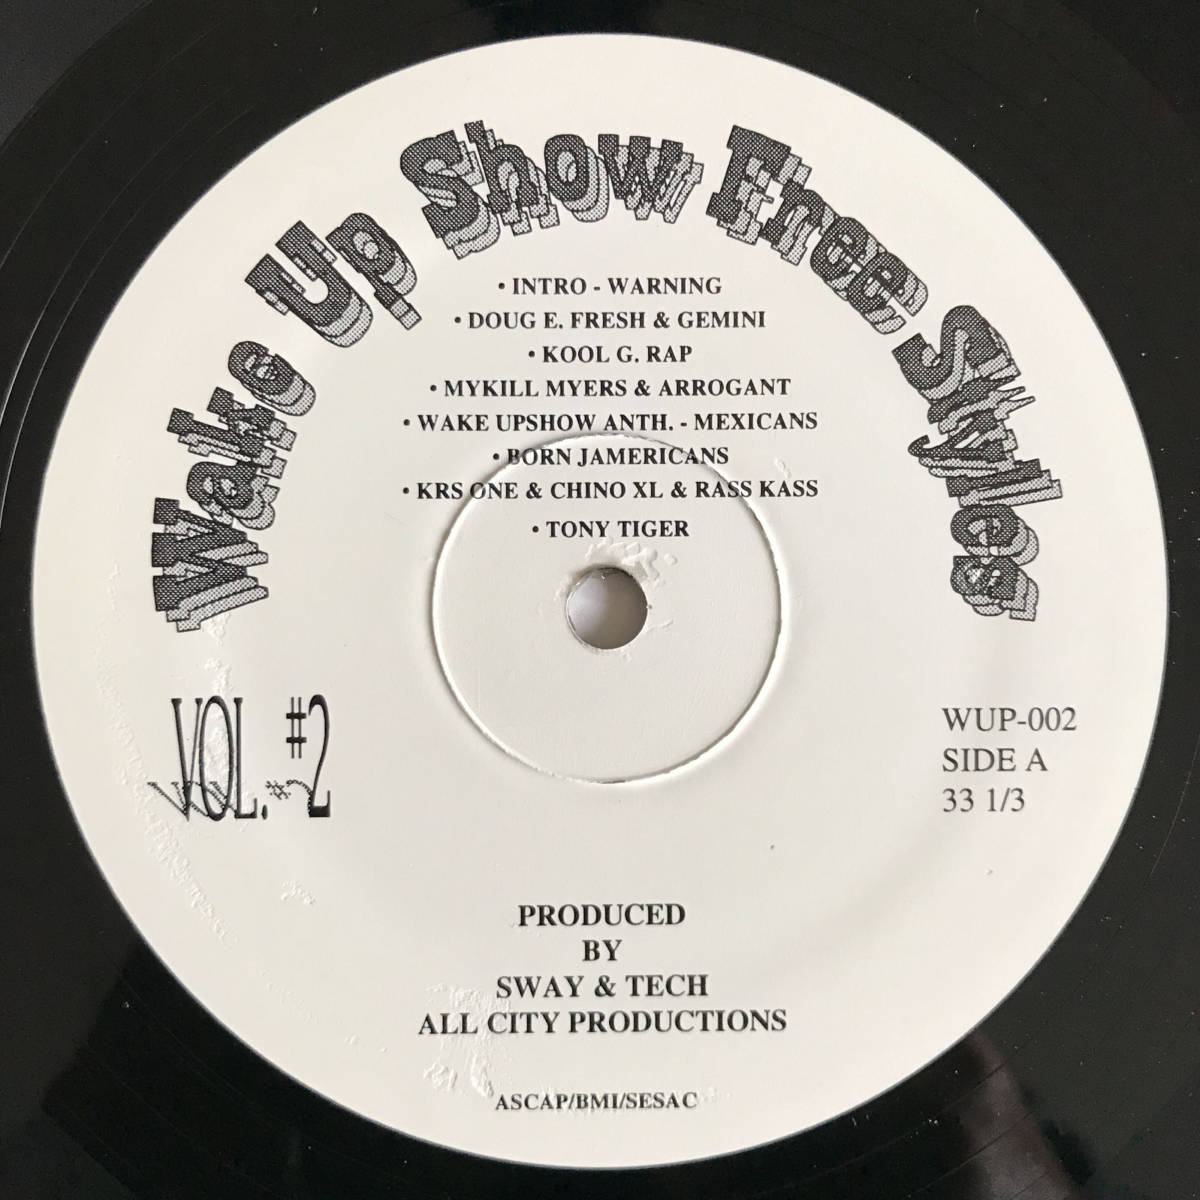 Wake Up Show Free Styles
• INTRO - WARNING
• DOUG E. FRESH & GEMINI
• KOOL G. RAP
• MYKILL MYERS & ARROGANT
• WAKE UPSHOW ANTH. - MEXICANS
• BORN JAMERICANS
• KRS ONE & CHINO XL & RASS KASS
• TONY TIGER
VOL. #2
WUP-002
SIDE A
33 1/3
PRODUCED
BY
SWAY & TECH
ALL CITY PRODUCTIONS
ASCAP/BMI/SESAC